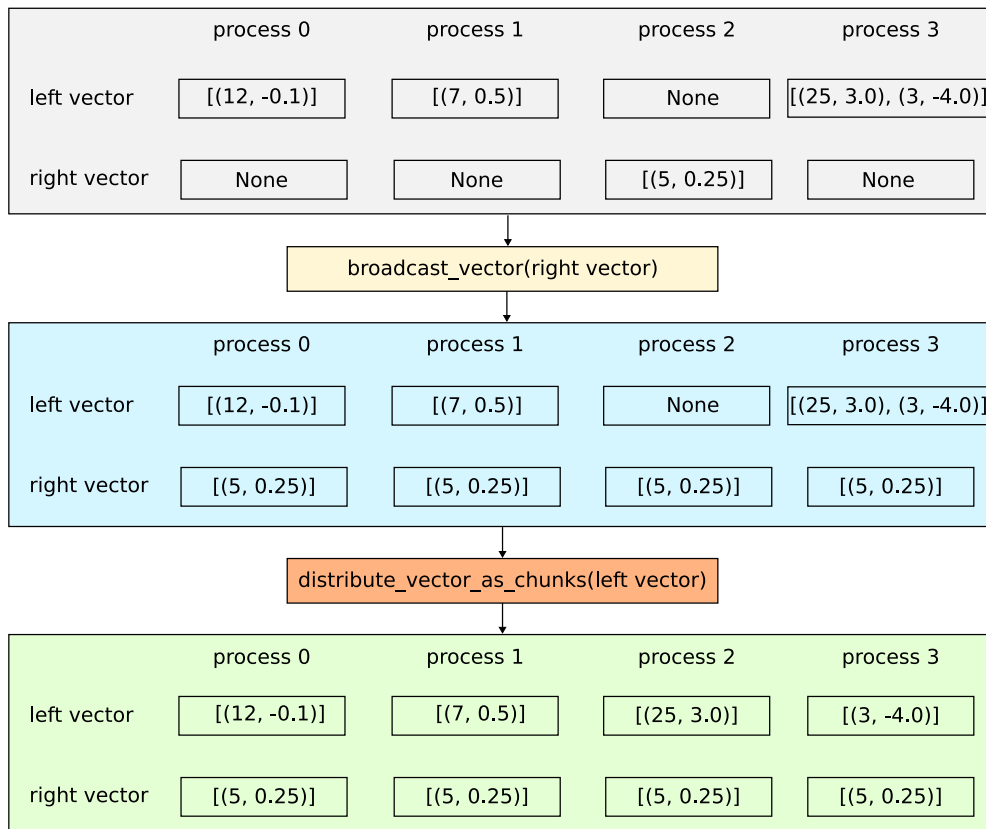 process 0 process 1 process 2 process 3
left vector [(12, -0.1)] [(7, 0.5)] None [(25, 3.0), (3, -4.0)]
right vector None None [(5, 0.25)] None
broadcast_vector(right vector)
process 0 process 1 process 2 process 3
left vector [(12, -0.1)] [(7, 0.5)] None [(25, 3.0), (3, -4.0)]
right vector [(5, 0.25)] [(5, 0.25)] [(5, 0.25)] [(5, 0.25)]
distribute_vector_as_chunks(left vector)
process 0 process 1 process 2 process 3
left vector [(12, -0.1)] [(7, 0.5)] [(25, 3.0)] [(3, -4.0)]
right vector [(5, 0.25)] [(5, 0.25)] [(5, 0.25)] [(5, 0.25)]